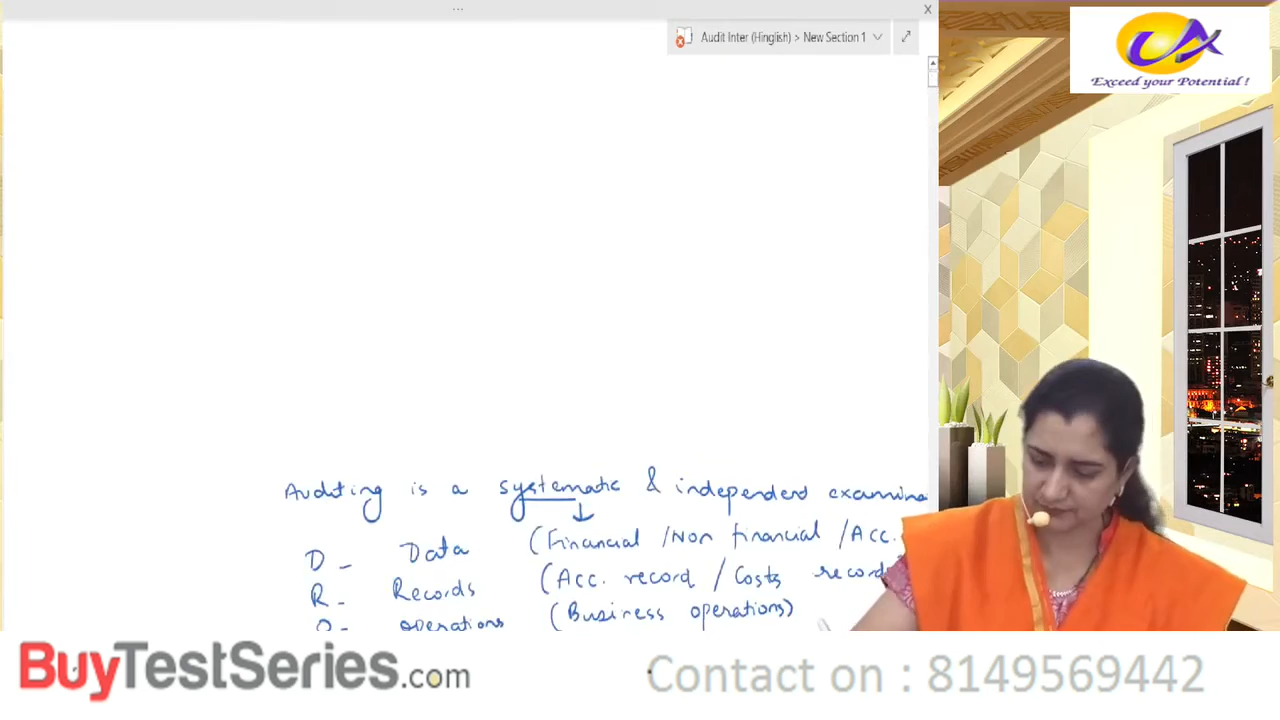 Audit Inter (Hinglish) > New Section 1
Exceed your Potential !
Auditing is a systematic & independent examina
D - Data (Financial /Non financial /Acc.
R - Records (Acc. record / Costs records
O - operations (Business operations)
BuyTestSeries.com
Contact on : 8149569442